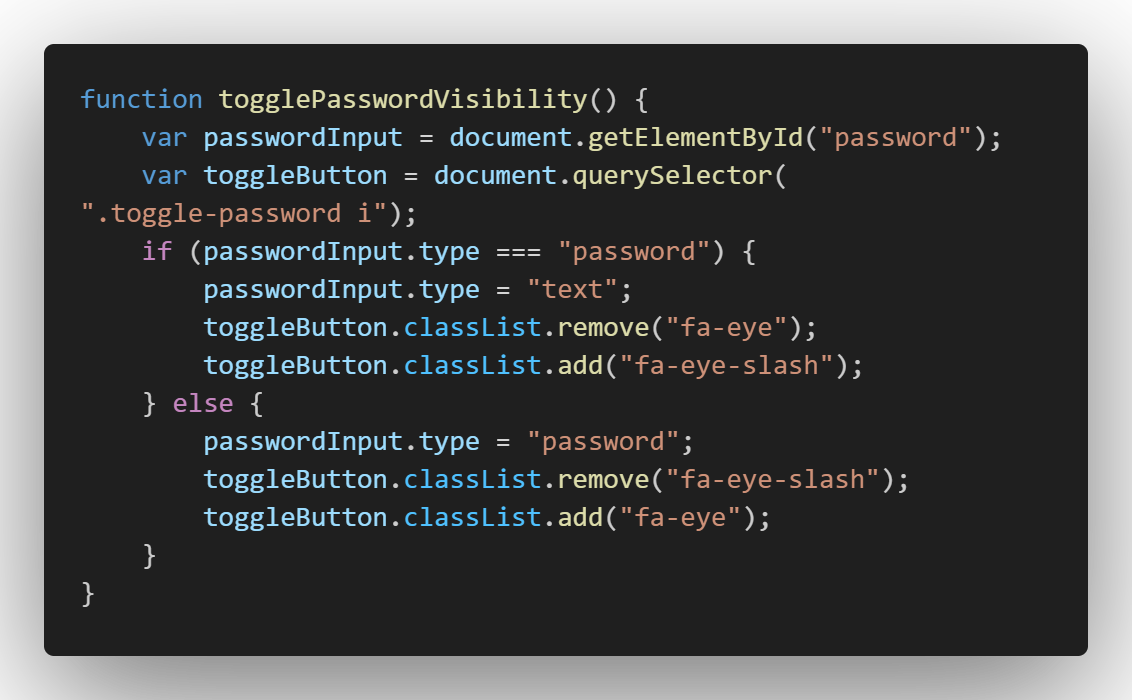 function togglePasswordVisibility() {
    var passwordInput = document.getElementById("password");
    var toggleButton = document.querySelector(
".toggle-password i");
    if (passwordInput.type === "password") {
        passwordInput.type = "text";
        toggleButton.classList.remove("fa-eye");
        toggleButton.classList.add("fa-eye-slash");
    } else {
        passwordInput.type = "password";
        toggleButton.classList.remove("fa-eye-slash");
        toggleButton.classList.add("fa-eye");
    }
}